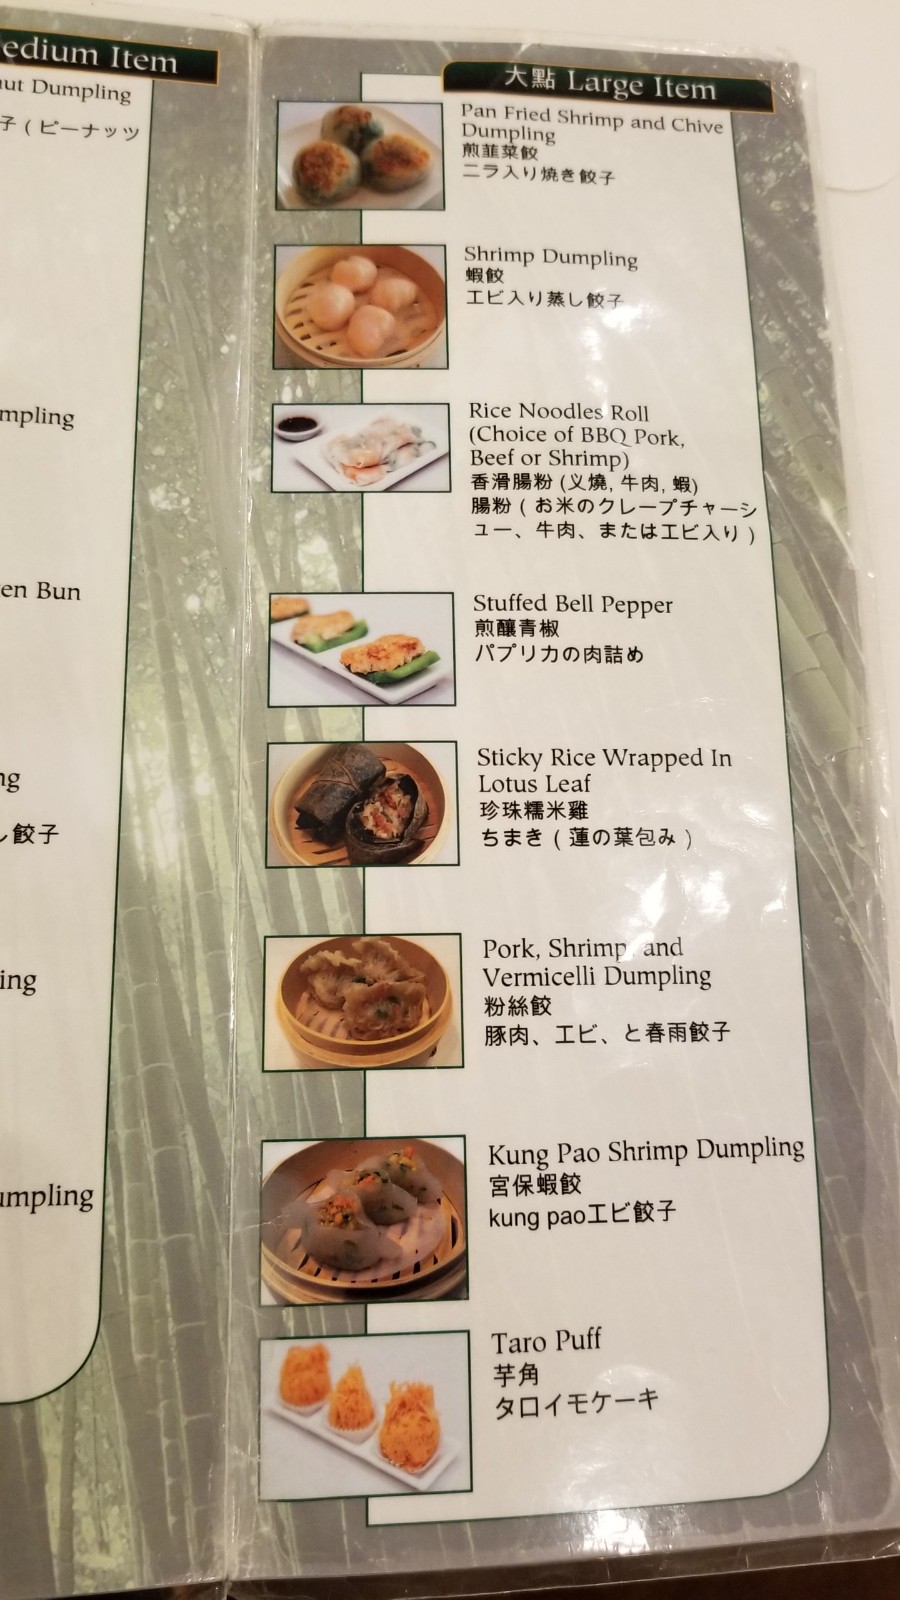 edium Item
ut Dumpling
子 ( ピーナッツ
mpling
en Bun
ng
し餃子
ing
umpling
大點 Large Item
Pan Fried Shrimp and Chive
Dumpling
煎韮菜餃
ニラ入り焼き餃子
Shrimp Dumpling
蝦餃
エビ入り蒸し餃子
Rice Noodles Roll
(Choice of BBQ Pork,
Beef or Shrimp)
香滑腸粉 (义燒, 牛肉, 蝦)
腸粉 ( お米のクレープチャーシ
ュー、牛肉、またはエビ入り )
Stuffed Bell Pepper
煎釀青椒
パプリカの肉詰め
Sticky Rice Wrapped In
Lotus Leaf
珍珠糯米雞
ちまき ( 蓮の葉包み )
Pork, Shrimp, and
Vermicelli Dumpling
粉絲餃
豚肉、エビ、と春雨餃子
Kung Pao Shrimp Dumpling
宮保蝦餃
kung paoエビ餃子
Taro Puff
芋角
タロイモケーキ